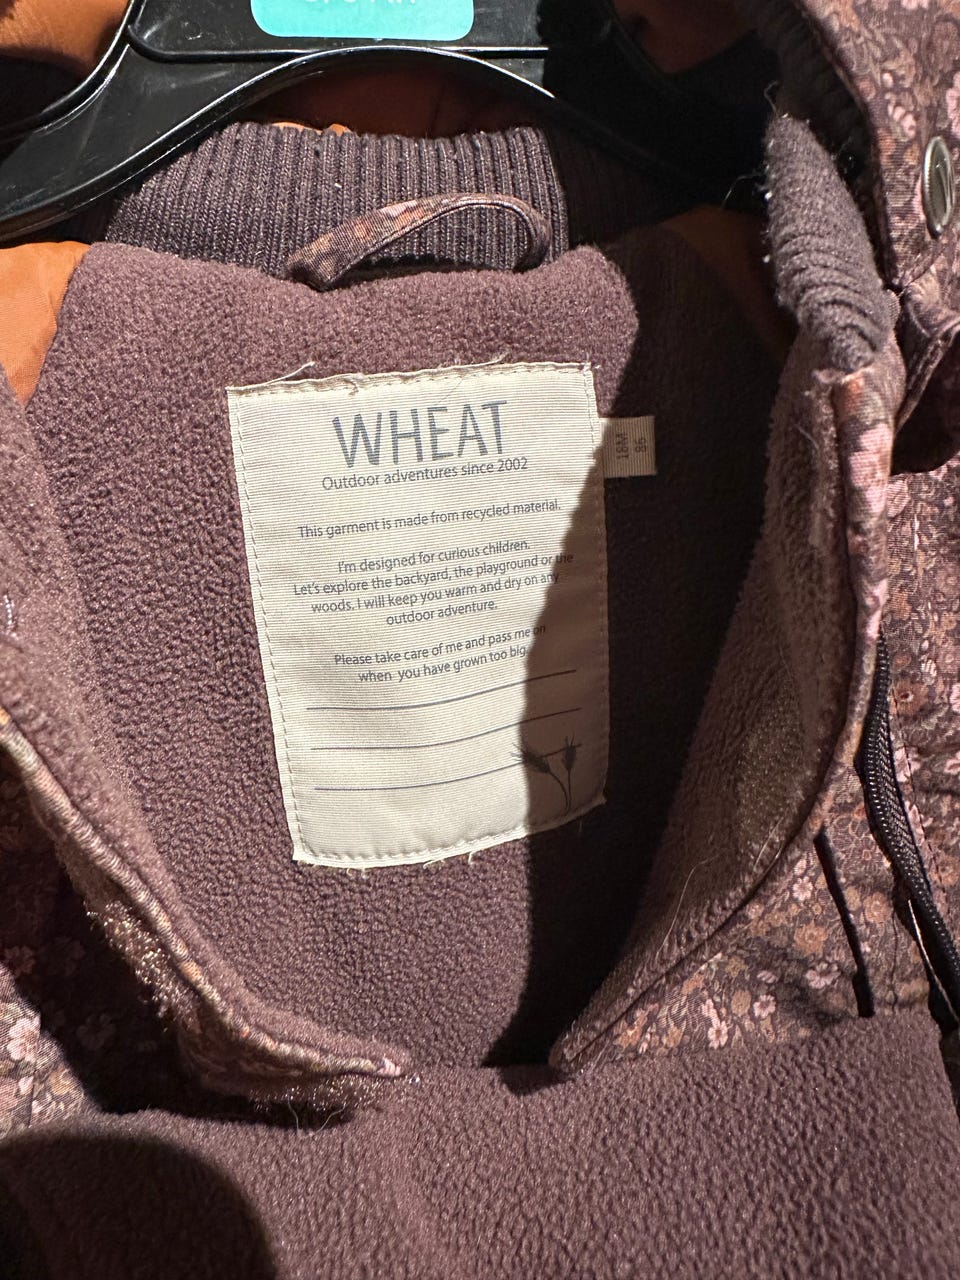 WHEAT
Outdoor adventures since 2002
This garment is made from recycled material.
I'm designed for curious children.
Let's explore the backyard, the playground or the
woods. I will keep you warm and dry on any
outdoor adventure.
Please take care of me and pass me on
when you have grown too big.
18M
86